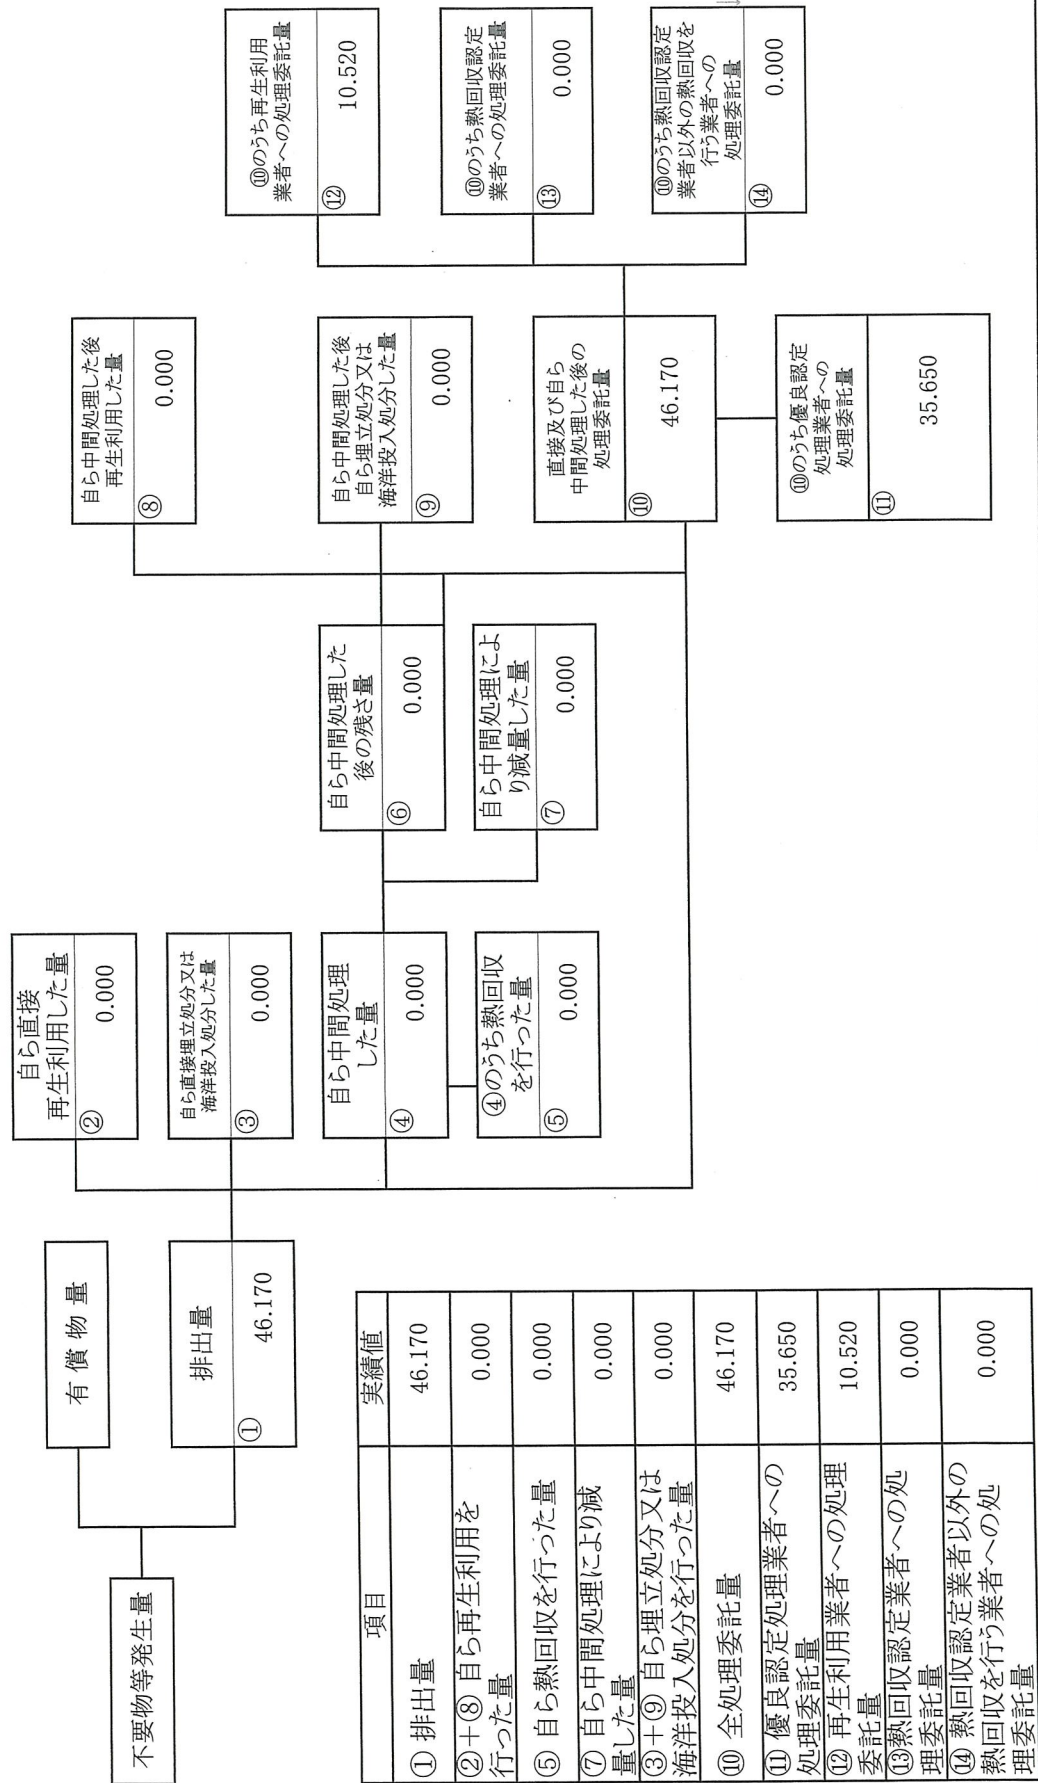 不要物等発生量
有 償 物 量
排出量
①
46.170
自ら直接
再生利用した量
②
0.000
自ら直接埋立処分又は
海洋投入処分した量
③
0.000
自ら中間処理
した量
④
0.000
④のうち熱回収
を行った量
⑤
0.000
自ら中間処理した
後の残さ量
⑥
0.000
自ら中間処理によ
り減量した量
⑦
0.000
自ら中間処理した後
再生利用した量
⑧
0.000
自ら中間処理した後
自ら埋立処分又は
海洋投入処分した量
⑨
0.000
直接及び自ら
中間処理した後の
処理委託量
⑩
46.170
⑩のうち優良認定
処理業者への
処理委託量
⑪
35.650
⑩のうち再生利用
業者への処理委託量
⑫
10.520
⑩のうち熱回収認定
業者への処理委託量
⑬
0.000
⑩のうち熱回収認定
業者以外の熱回収を
行う業者への
処理委託量
⑭
0.000
項目 実績値
① 排出量 46.170
②+⑧ 自ら再生利用を
行った量 0.000
⑤ 自ら熱回収を行った量 0.000
⑦ 自ら中間処理により減
量した量 0.000
③+⑨ 自ら埋立処分又は
海洋投入処分を行った量 0.000
⑩ 全処理委託量 46.170
⑪ 優良認定処理業者への
処理委託量 35.650
⑫ 再生利用業者への処理
委託量 10.520
⑬熱回収認定業者への処
理委託量 0.000
⑭ 熱回収認定業者以外の
熱回収を行う業者への処
理委託量 0.000